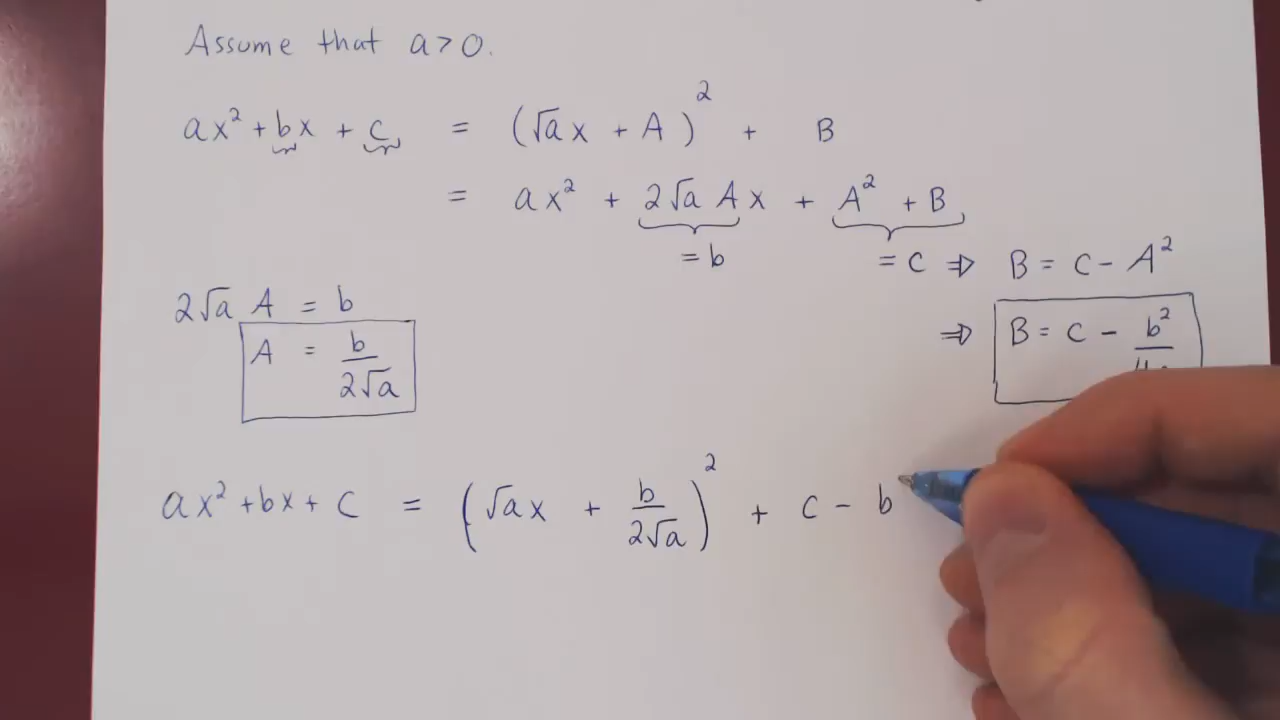 Assume that a>0.
ax² + bx + c = (√a x + A)² + B
= ax² + 2√a A x + A² + B
= b = c ⇒ B = c - A²
2√a A = b
⇒ B = c - b²/
A = b/2√a
ax² + bx + c = (√a x + b/2√a)² + c - b